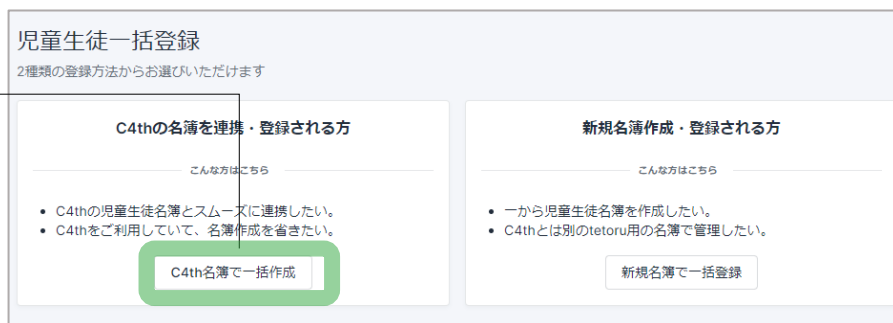 児童生徒一括登録
2種類の登録方法からお選びいただけます
C4thの名簿を連携・登録される方
こんな方はこちら
• C4thの児童生徒名簿とスムーズに連携したい。
• C4thをご利用していて、名簿作成を省きたい。
C4th名簿で一括作成
新規名簿作成・登録される方
こんな方はこちら
• 一から児童生徒名簿を作成したい。
• C4thとは別のtetoru用の名簿で管理したい。
新規名簿で一括登録